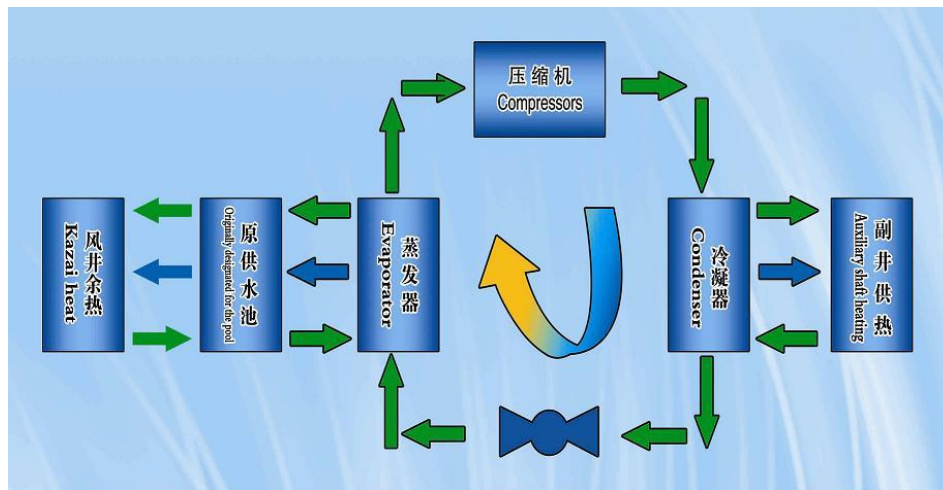 压缩机
Compressors
风井余热
Kazai heat
原供水池
Originally designated for the pool
蒸发器
Evaporator
冷凝器
Condenser
副井供热
Auxiliary shaft heating